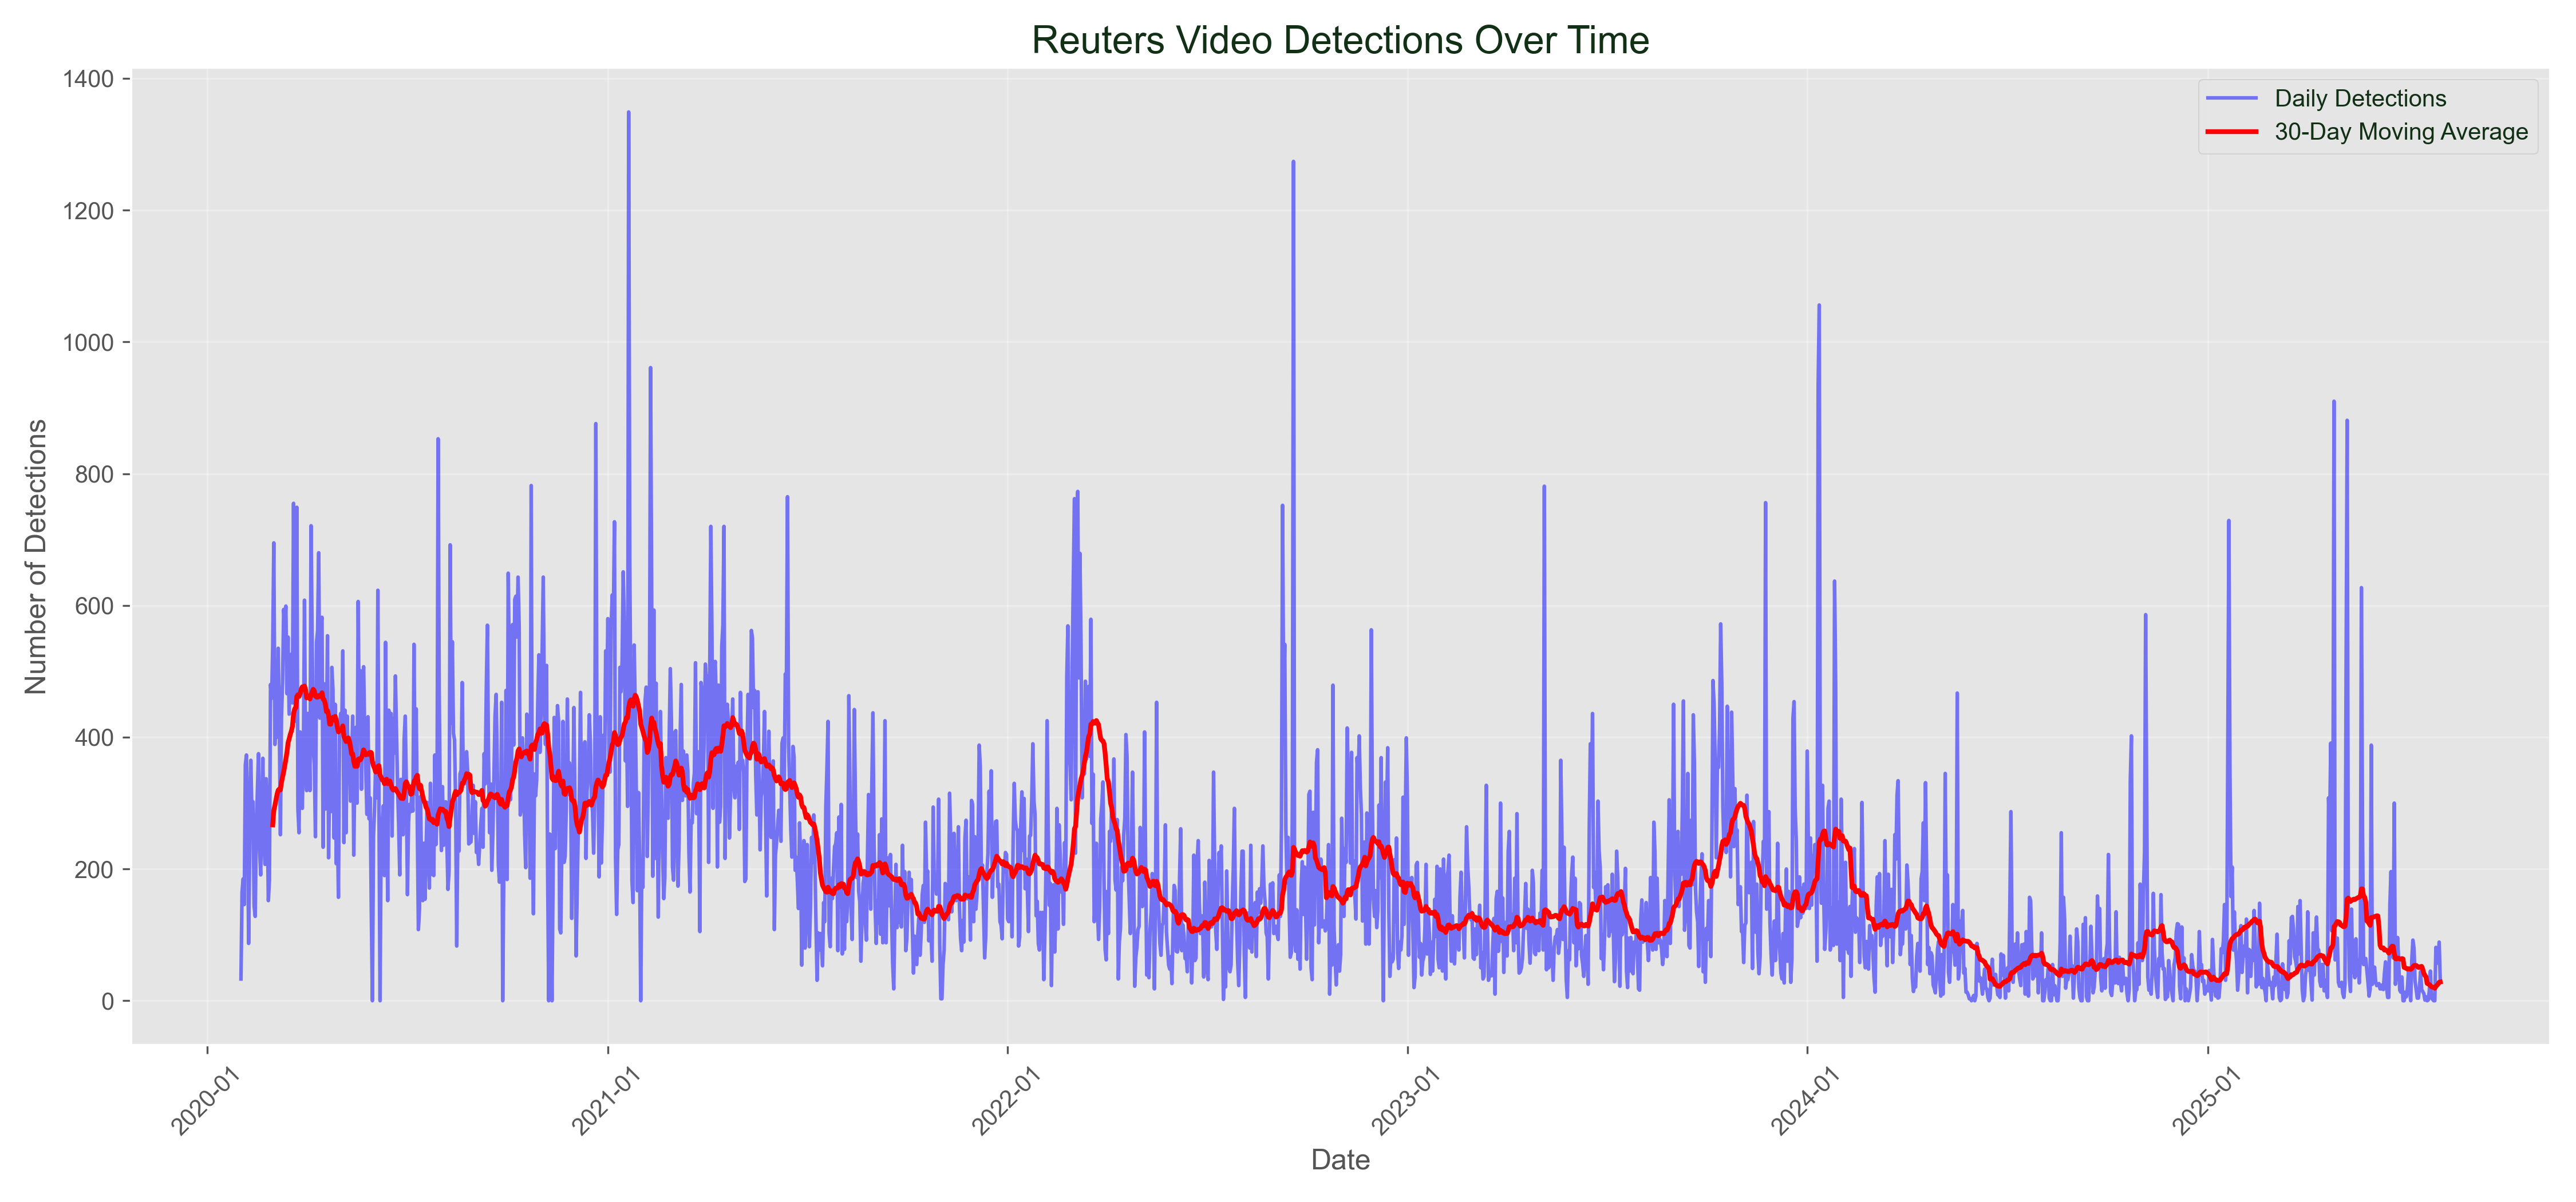 Reuters Video Detections Over Time
Daily Detections
30-Day Moving Average
Number of Detections
1400
1200
1000
800
600
400
200
0
2020-01
2021-01
2022-01
2023-01
2024-01
2025-01
Date